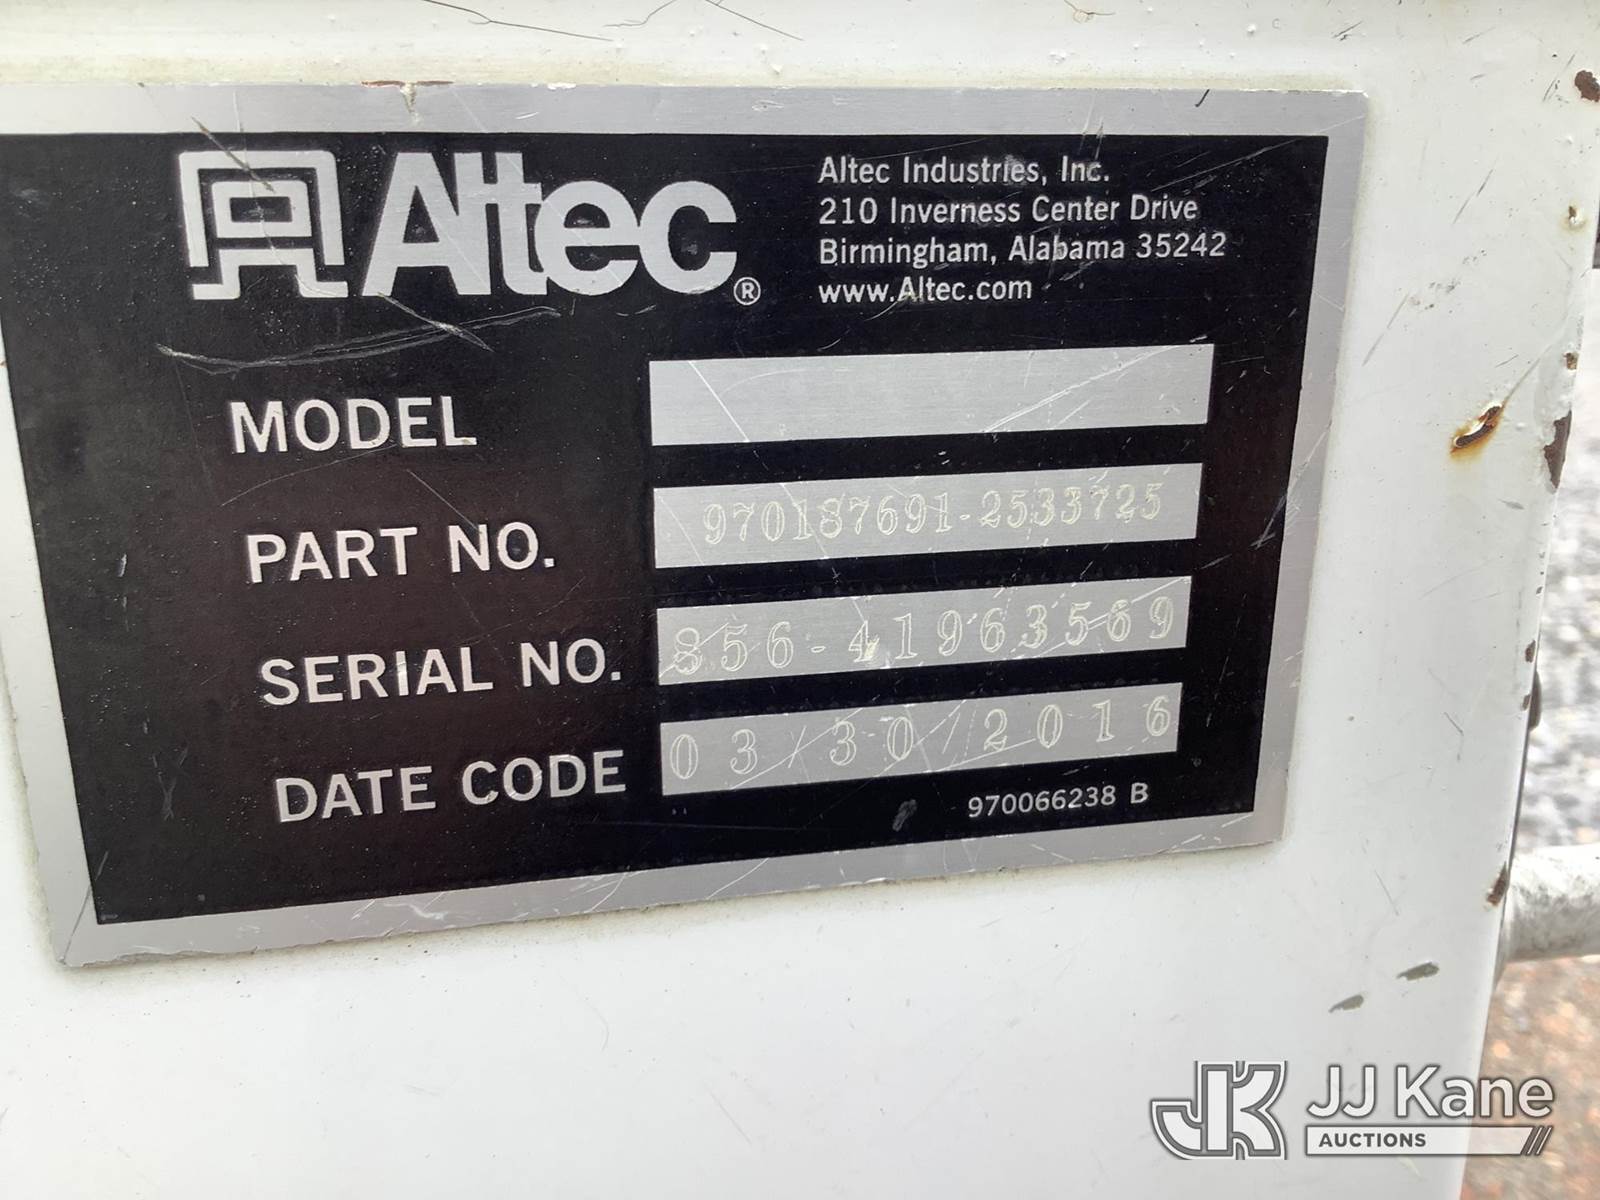 Altec®
Altec Industries, Inc.
210 Inverness Center Drive
Birmingham, Alabama 35242
www.Altec.com
MODEL
PART NO. 970187691-2533725
SERIAL NO. 856-41963569
DATE CODE 03/30/2016
970066238 B
JK JJ Kane
AUCTIONS